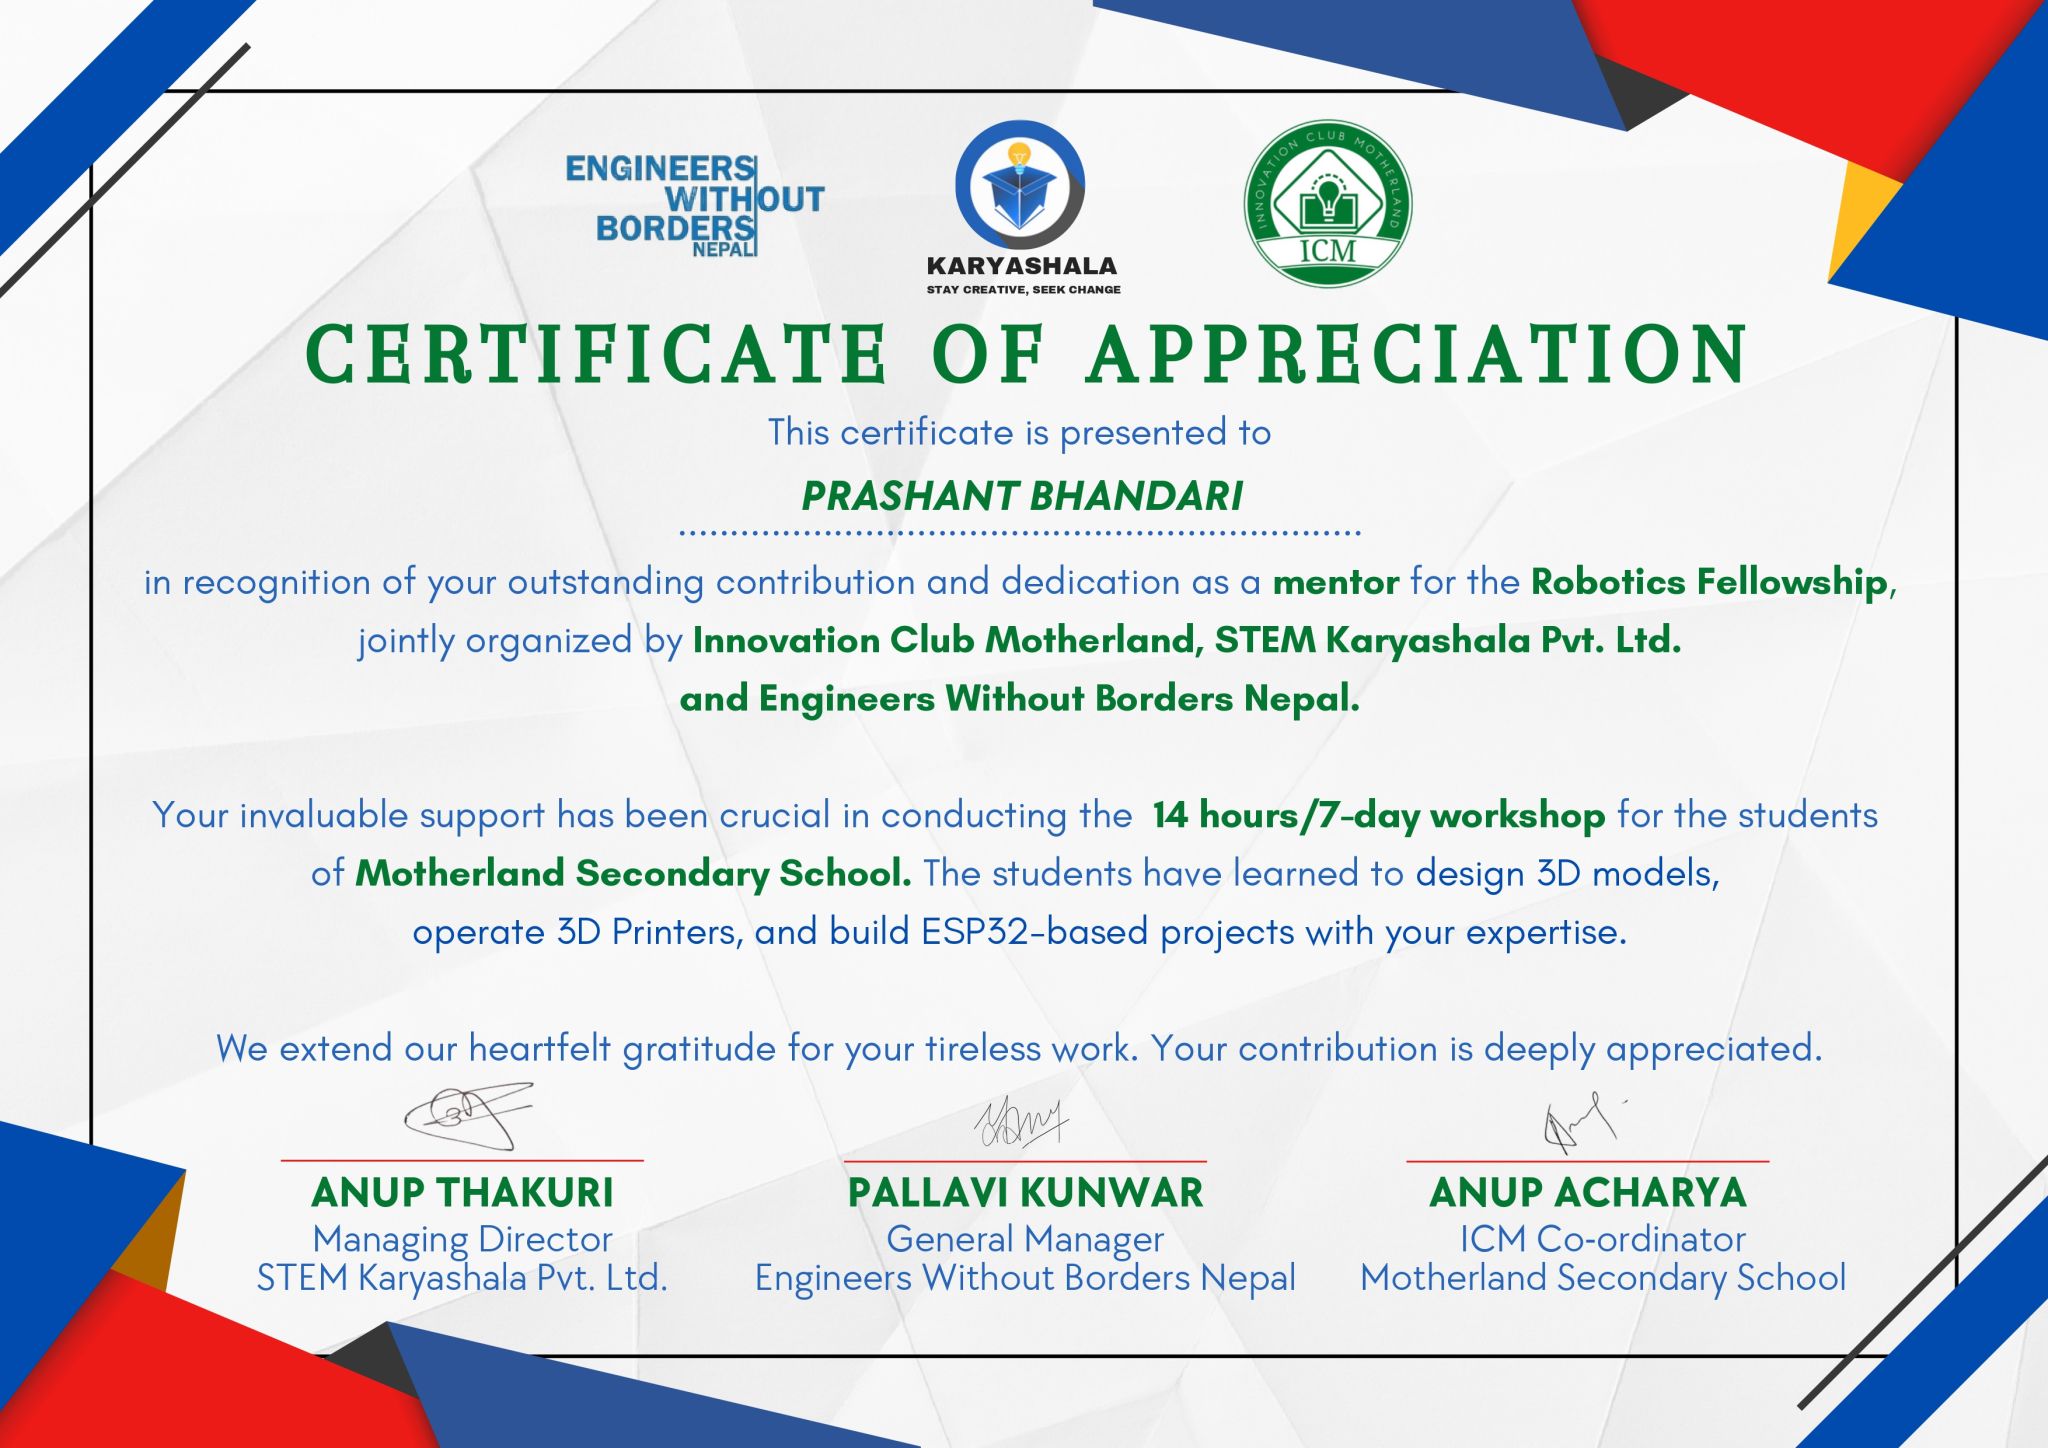 ENGINEERS
WITHOUT
BORDERS
NEPAL
KARYASHALA
STAY CREATIVE, SEEK CHANGE
INNOVATION CLUB MOTHERLAND
ICM
CERTIFICATE OF APPRECIATION
This certificate is presented to
PRASHANT BHANDARI
in recognition of your outstanding contribution and dedication as a mentor for the Robotics Fellowship,
jointly organized by Innovation Club Motherland, STEM Karyashala Pvt. Ltd.
and Engineers Without Borders Nepal.
Your invaluable support has been crucial in conducting the 14 hours/7-day workshop for the students
of Motherland Secondary School. The students have learned to design 3D models,
operate 3D Printers, and build ESP32-based projects with your expertise.
We extend our heartfelt gratitude for your tireless work. Your contribution is deeply appreciated.
ANUP THAKURI
Managing Director
STEM Karyashala Pvt. Ltd.
PALLAVI KUNWAR
General Manager
Engineers Without Borders Nepal
ANUP ACHARYA
ICM Co-ordinator
Motherland Secondary School